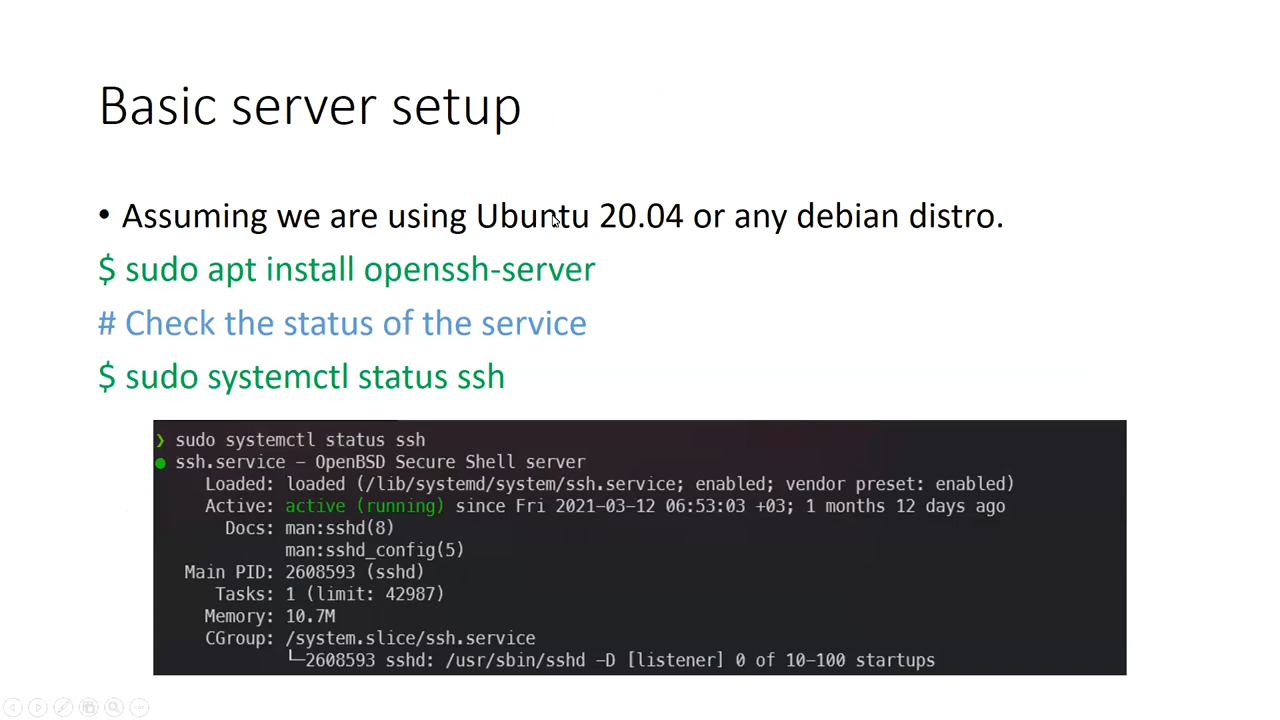 Basic server setup
• Assuming we are using Ubuntu 20.04 or any debian distro.
$ sudo apt install openssh-server
# Check the status of the service
$ sudo systemctl status ssh
❯ sudo systemctl status ssh
● ssh.service – OpenBSD Secure Shell server
Loaded: loaded (/lib/systemd/system/ssh.service; enabled; vendor preset: enabled)
Active: active (running) since Fri 2021-03-12 06:53:03 +03; 1 months 12 days ago
Docs: man:sshd(8)
man:sshd_config(5)
Main PID: 2608593 (sshd)
Tasks: 1 (limit: 42987)
Memory: 10.7M
CGroup: /system.slice/ssh.service
└─2608593 sshd: /usr/sbin/sshd -D [listener] 0 of 10-100 startups